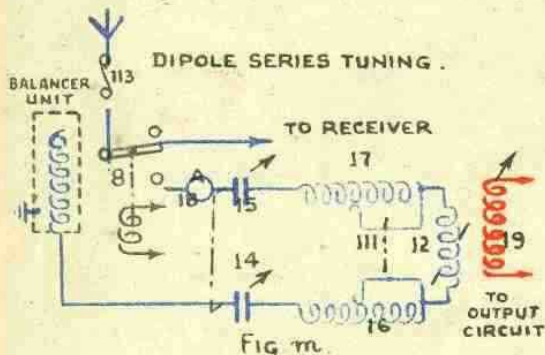 DIPOLE SERIES TUNING.
113
BALANCER
UNIT
TO RECEIVER
8
A
18
15
17
14
111
12
19
16
TO
OUTPUT
CIRCUIT
FIG m.